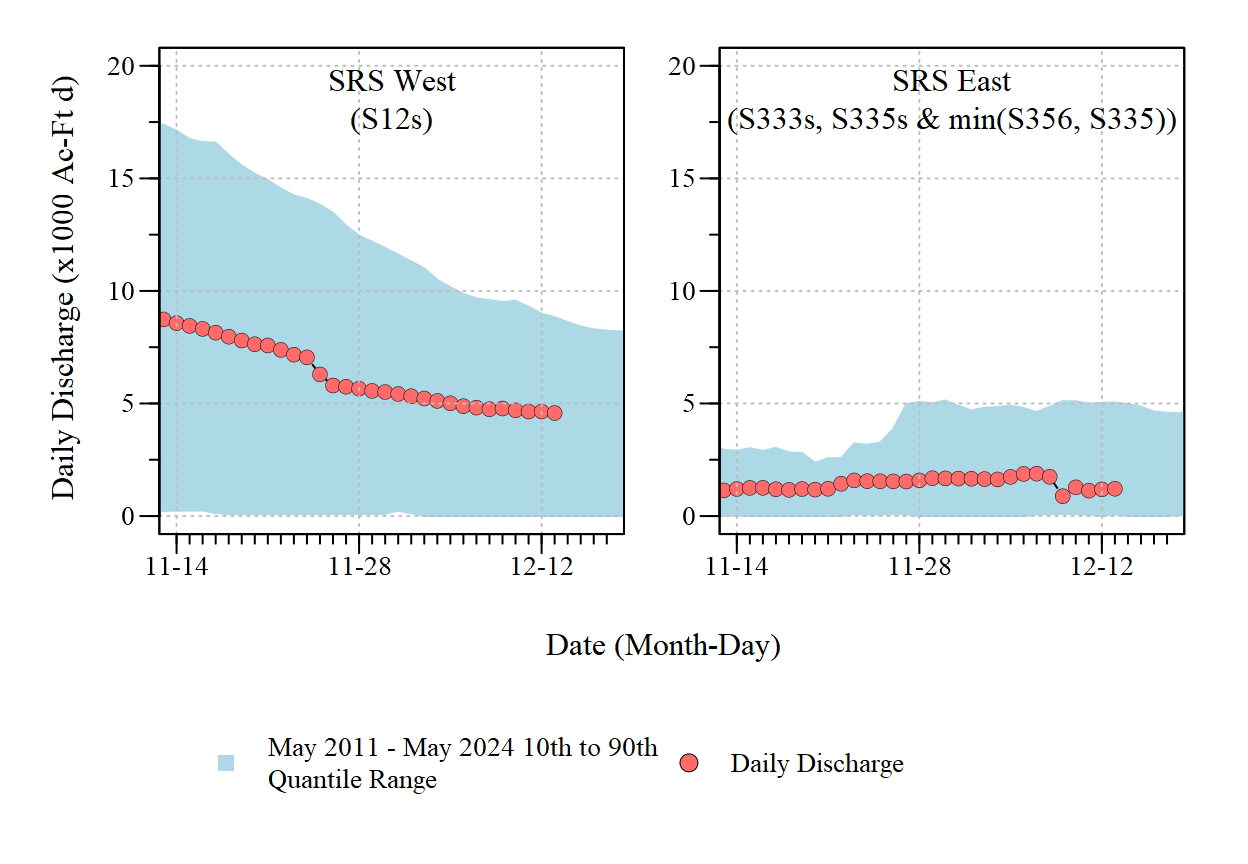 SRS West
(S12s)
SRS East
(S333s, S335s & min(S356, S335))
Daily Discharge (x1000 Ac-Ft d)
20
15
10
5
0
11-14
11-28
12-12
20
15
10
5
0
11-14
11-28
12-12
Date (Month-Day)
May 2011 - May 2024 10th to 90th
Quantile Range
Daily Discharge